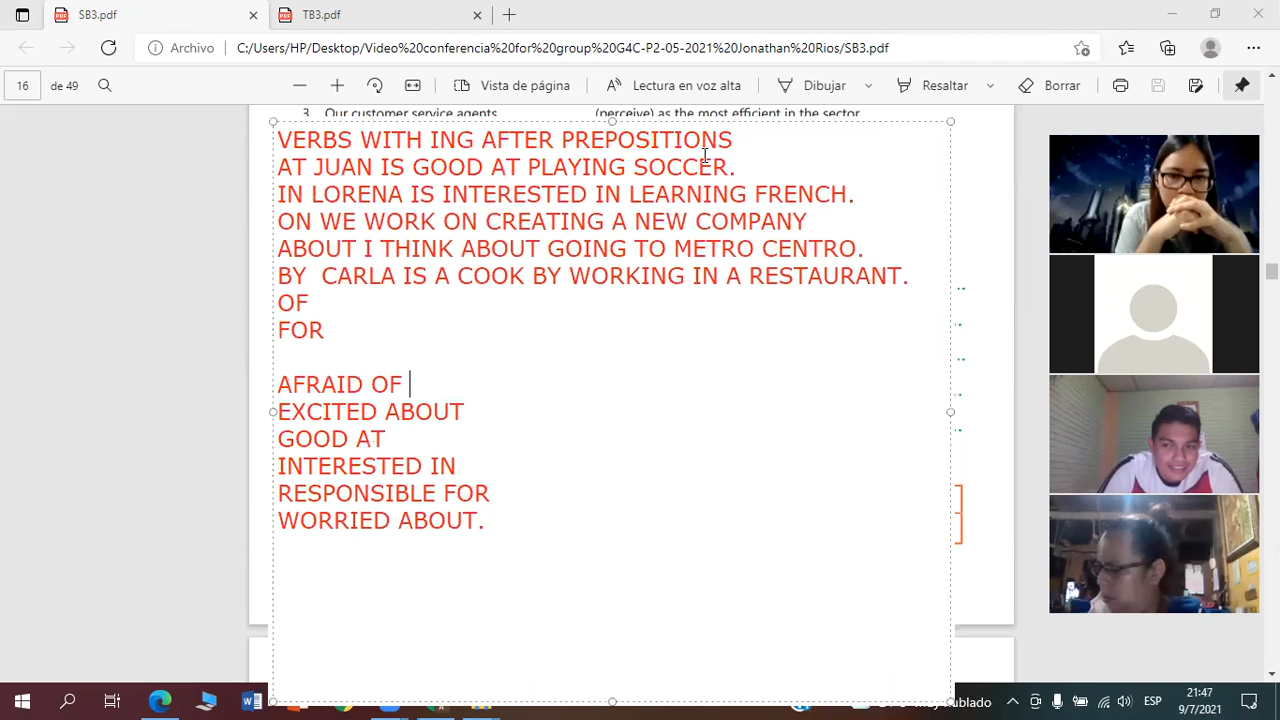 SB3.pdf
TB3.pdf
Archivo
C:/Users/HP/Desktop/Video%20conferencia%20for%20group%20G4C-P2-05-2021%20Jonathan%20Rios/SB3.pdf
16 de 49
Vista de página
Lectura en voz alta
Dibujar
Resaltar
Borrar
3. Our customer service agents (perceive) as the most efficient in the sector
VERBS WITH ING AFTER PREPOSITIONS
AT JUAN IS GOOD AT PLAYING SOCCER.
IN LORENA IS INTERESTED IN LEARNING FRENCH.
ON WE WORK ON CREATING A NEW COMPANY
ABOUT I THINK ABOUT GOING TO METRO CENTRO.
BY CARLA IS A COOK BY WORKING IN A RESTAURANT.
OF
FOR
AFRAID OF
EXCITED ABOUT
GOOD AT
INTERESTED IN
RESPONSIBLE FOR
WORRIED ABOUT.
ESP
21:47
9/7/2021